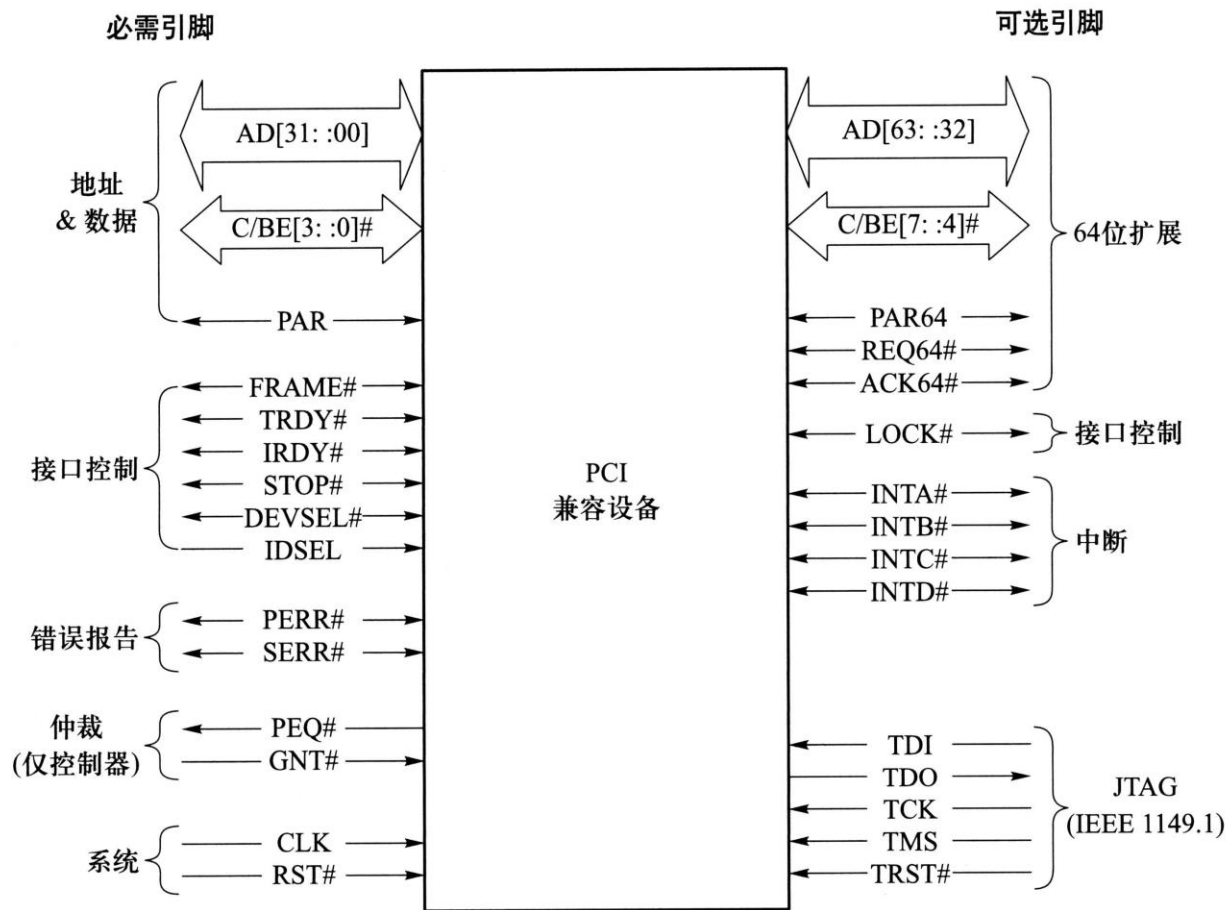 必需引脚
可选引脚
地址
& 数据
AD[31: :00]
C/BE[3: :0]#
PAR
接口控制
FRAME#
TRDY#
IRDY#
STOP#
DEVSEL#
IDSEL
错误报告
PERR#
SERR#
仲裁
(仅控制器)
PEQ#
GNT#
系统
CLK
RST#
PCI
兼容设备
AD[63: :32]
C/BE[7: :4]#
64位扩展
PAR64
REQ64#
ACK64#
LOCK#
接口控制
INTA#
INTB#
INTC#
INTD#
中断
TDI
TDO
TCK
TMS
TRST#
JTAG
(IEEE 1149.1)